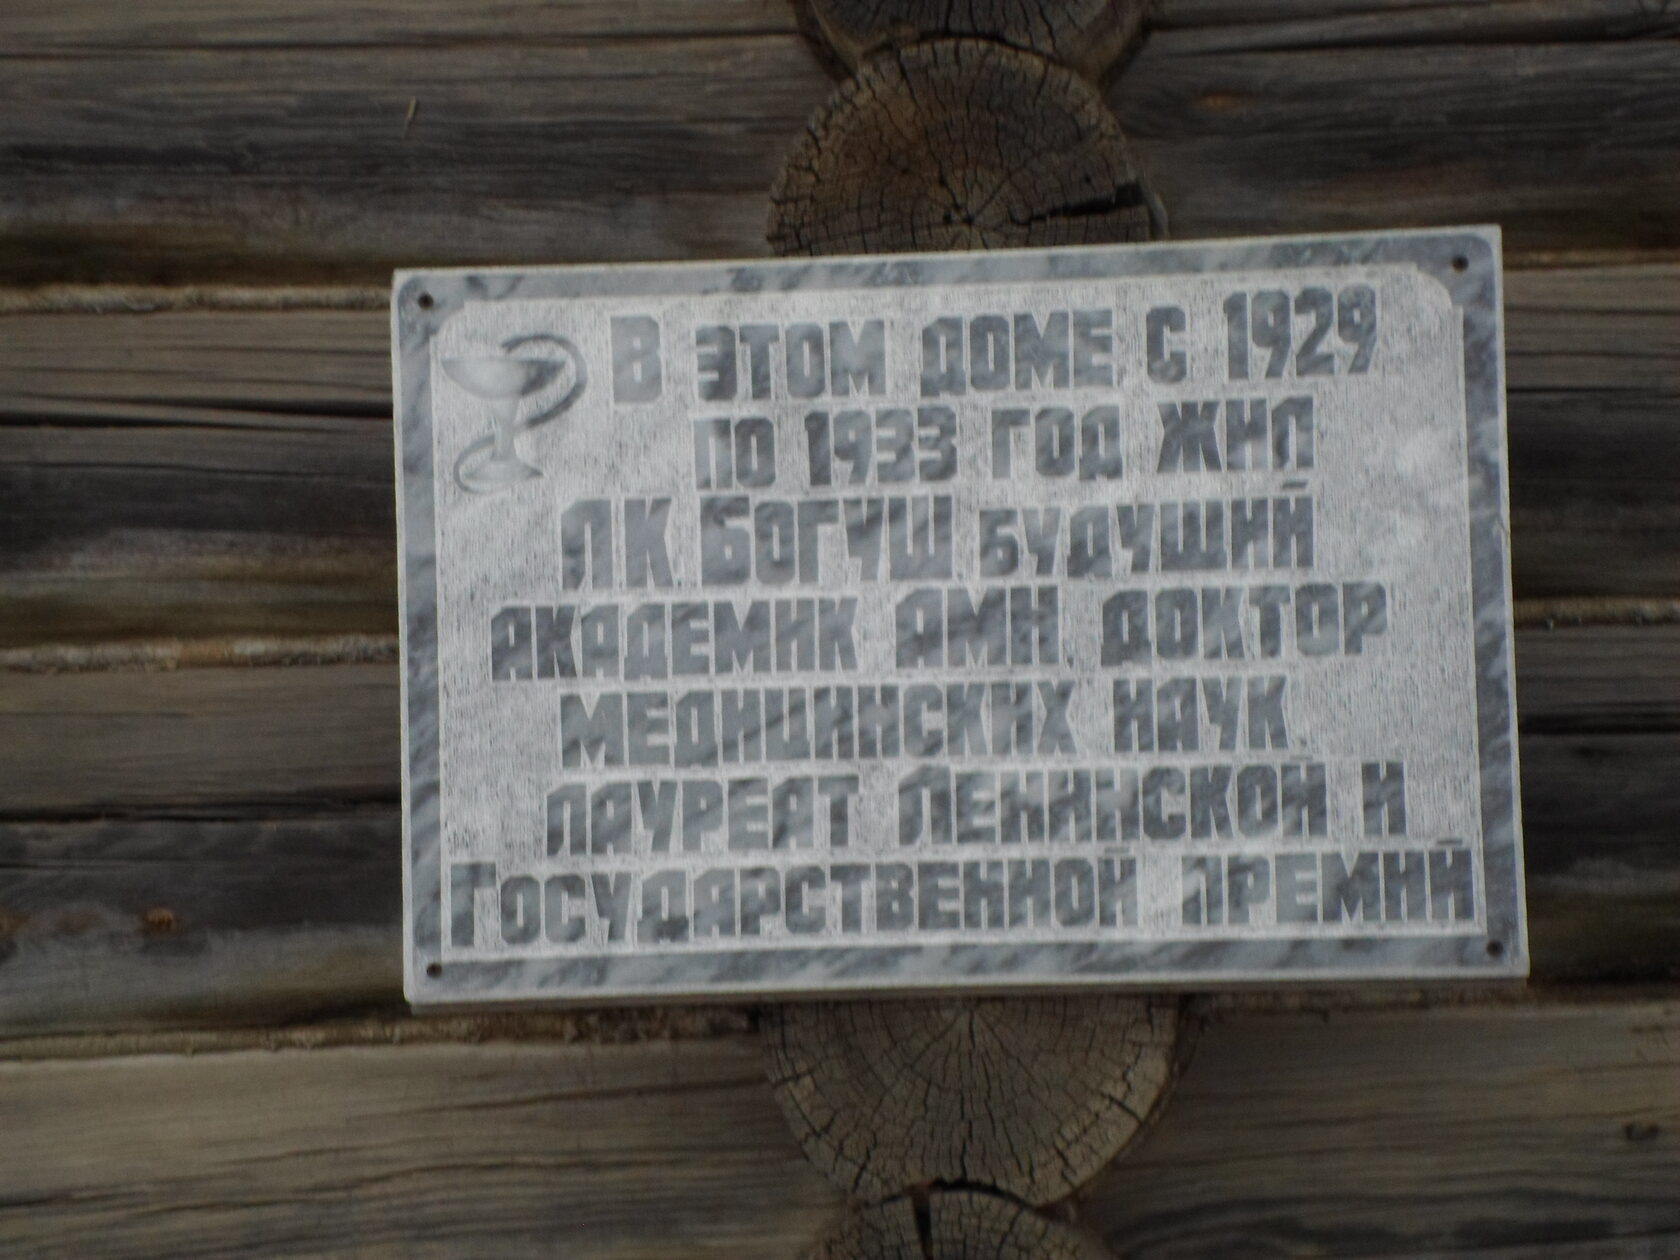 В ЭТОМ ДОМЕ С 1929
ПО 1933 ГОД ЖИЛ
Л.К. БОГУШ БУДУЩИЙ
АКАДЕМИК АМН, ДОКТОР
МЕДИЦИНСКИХ НАУК,
ЛАУРЕАТ ЛЕНИНСКОЙ И
ГОСУДАРСТВЕННОЙ ПРЕМИЙ